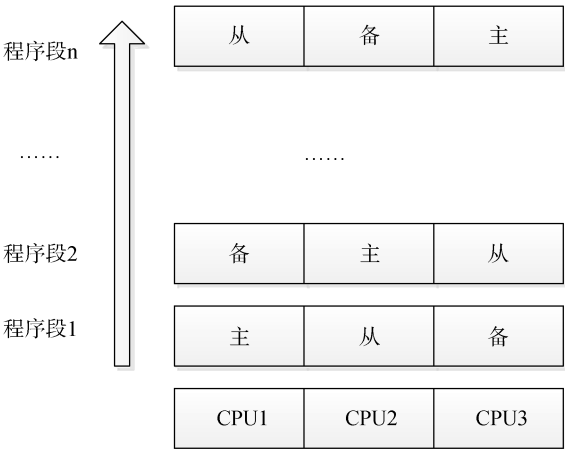 程序段n 从 备 主
…… ……
程序段2 备 主 从
程序段1 主 从 备
CPU1 CPU2 CPU3